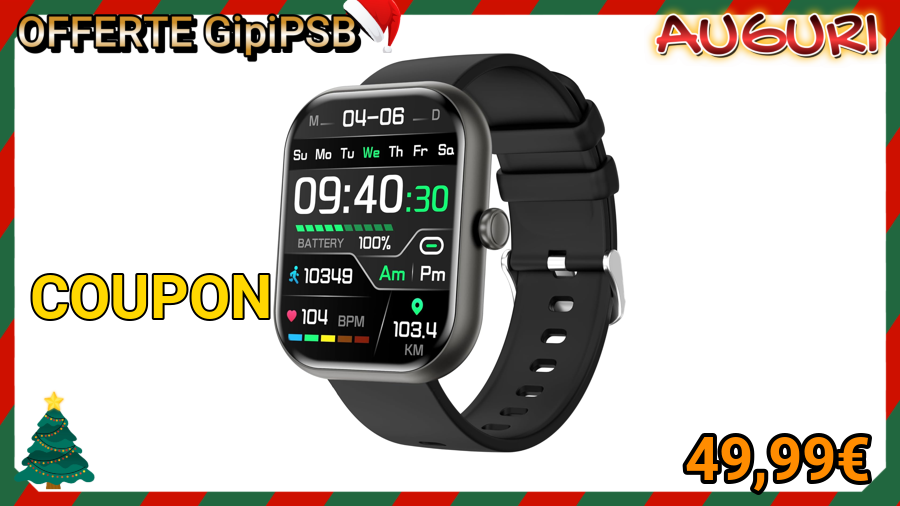 OFFERTE GipiPSB
AUGURI
M 04-06 D
Su Mo Tu We Th Fr Sa
09:40:30
BATTERY 100%
10349
Am Pm
104 BPM
103.4
KM
COUPON
49,99€